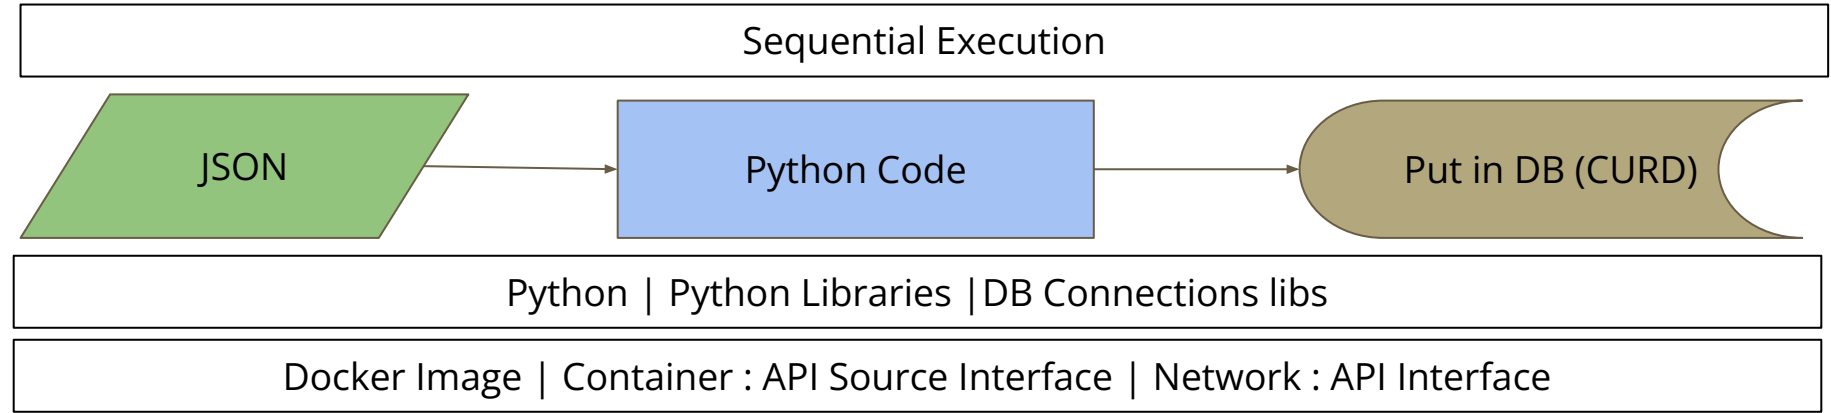 Sequential Execution
JSON
Python Code
Put in DB (CURD)
Python | Python Libraries |DB Connections libs
Docker Image | Container : API Source Interface | Network : API Interface